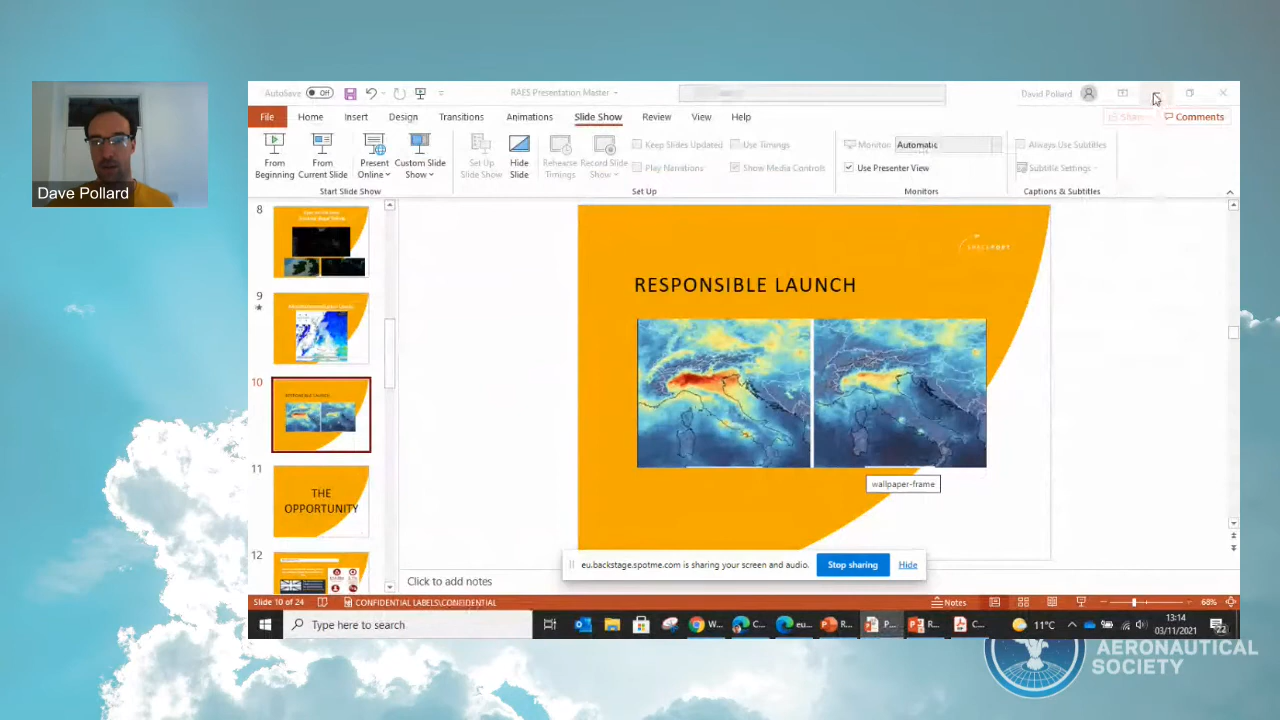 Dave Pollard
AutoSave Off
RAES Presentation Master
David Pollard
File Home Insert Design Transitions Animations Slide Show Review View Help
Share Comments
From Beginning
From Current Slide
Present Online
Custom Slide Show
Set Up Slide Show
Hide Slide
Rehearse Timings
Record Slide Show
Keep Slides Updated
Use Timings
Play Narrations
Show Media Controls
Monitor: Automatic
Use Presenter View
Always Use Subtitles
Subtitle Settings
Start Slide Show
Set Up
Monitors
Captions & Subtitles
8
9
10
RESPONSIBLE LAUNCH
11
THE
OPPORTUNITY
12
RESPONSIBLE LAUNCH
wallpaper-frame
eu.backstage.spotme.com is sharing your screen and audio.
Stop sharing
Hide
Click to add notes
Slide 10 of 24
CONFIDENTIAL LABELS\CONFIDENTIAL
Notes
68%
Type here to search
W...
C...
eu...
R...
P...
R...
C...
11°C
13:14
03/11/2021
22
AERONAUTICAL
SOCIETY